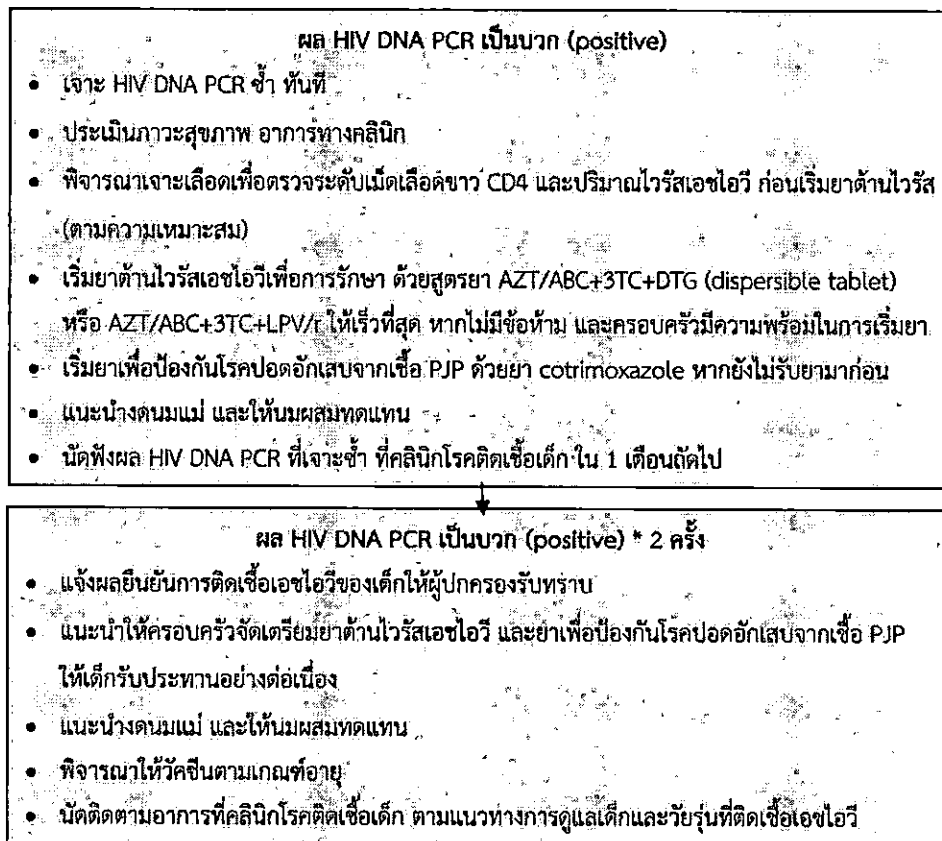 ผล HIV DNA PCR เป็นบวก (positive)
• เจาะ HIV DNA PCR ซ้ำ ทันที
• ประเมินภาวะสุขภาพ อาการทางคลินิก
• พิจารณาเจาะเลือดเพื่อตรวจระดับเม็ดเลือดขาว CD4 และปริมาณไวรัสเอชไอวี ก่อนเริ่มยาต้านไวรัส
(ตามความเหมาะสม)
• เริ่มยาต้านไวรัสเอชไอวีเพื่อการรักษา ด้วยสูตรยา AZT/ABC+3TC+DTG (dispersible tablet)
หรือ AZT/ABC+3TC+LPV/r ให้เร็วที่สุด หากไม่มีข้อห้าม และครอบครัวมีความพร้อมในการเริ่มยา
• เริ่มยาเพื่อป้องกันโรคปอดอักเสบจากเชื้อ PJP ด้วยยา cotrimoxazole หากยังไม่รับยามาก่อน
• แนะนำงดนมแม่ และให้นมผสมทดแทน
• นัดฟังผล HIV DNA PCR ที่เจาะซ้ำ ที่คลินิกโรคติดเชื้อเด็ก ใน 1 เดือนถัดไป
ผล HIV DNA PCR เป็นบวก (positive) * 2 ครั้ง
• แจ้งผลยืนยันการติดเชื้อเอชไอวีของเด็กให้ผู้ปกครองรับทราบ
• แนะนำให้ครอบครัวจัดเตรียมยาต้านไวรัสเอชไอวี และยาเพื่อป้องกันโรคปอดอักเสบจากเชื้อ PJP
ให้เด็กรับประทานอย่างต่อเนื่อง
• แนะนำงดนมแม่ และให้นมผสมทดแทน
• พิจารณาให้วัคซีนตามเกณฑ์อายุ
• นัดติดตามอาการที่คลินิกโรคติดเชื้อเด็ก ตามแนวทางการดูแลเด็กและวัยรุ่นที่ติดเชื้อเอชไอวี